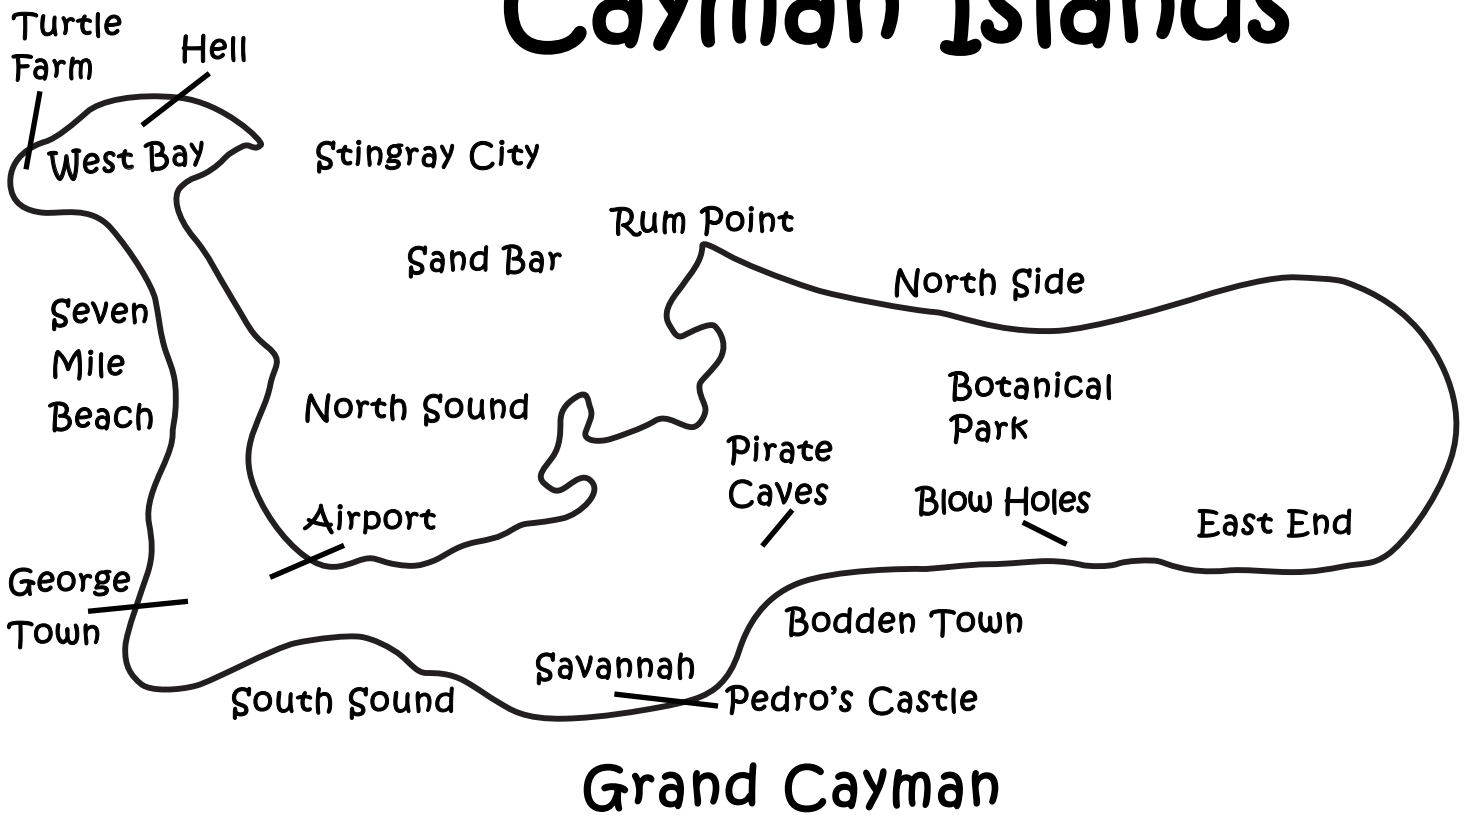 Cayman Islands
Turtle
Farm
Hell
West Bay
Stingray City
Rum Point
Sand Bar
North Side
Seven
Mile
Beach
North Sound
Botanical
Park
Pirate
Caves
Blow Holes
East End
Airport
George
Town
Bodden Town
Savannah
South Sound
Pedro's Castle
Grand Cayman